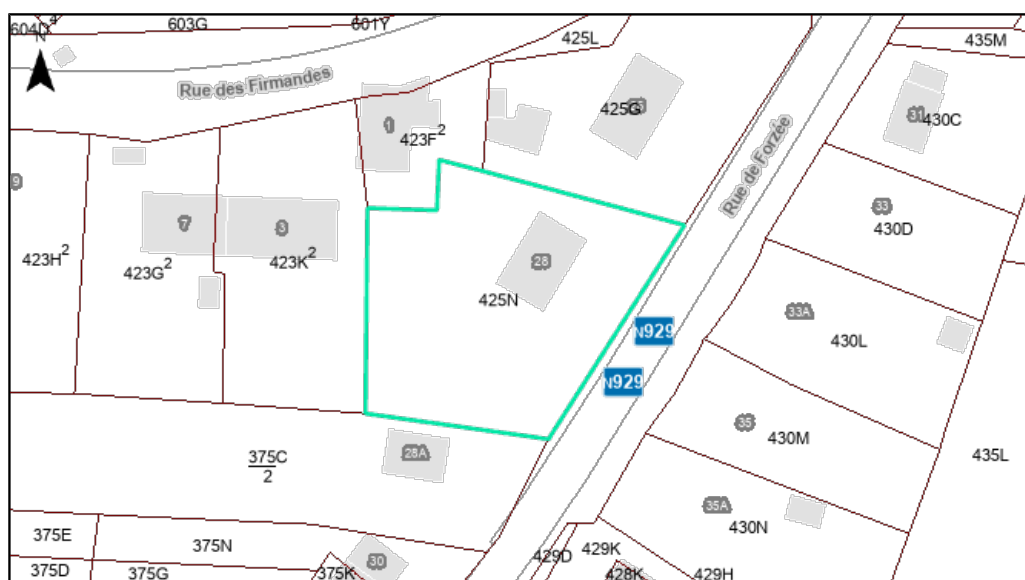 604D
4
603G
601Y
425L
435M
N
Rue des Firmandes
1
423F2
425G
31
430C
Rue de Forzée
9
7
3
33
430D
423H2
423G2
423K2
28
425N
33A
430L
N929
N929
35
430M
28A
375C
2
435L
35A
430N
375E
375N
30
429D
429K
375D
375G
375K
428K
429H